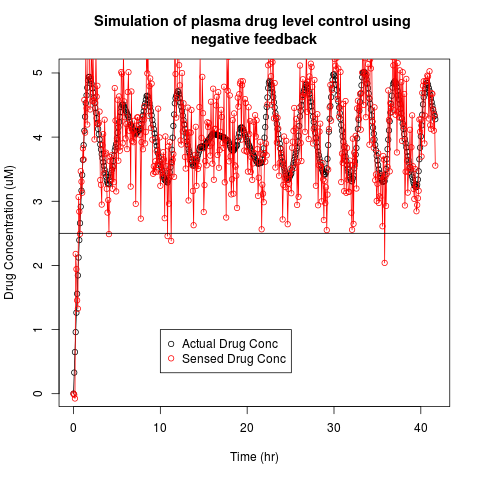 Simulation of plasma drug level control using
negative feedback
Drug Concentration (uM)
5
4
3
2
1
0
Actual Drug Conc
Sensed Drug Conc
0 10 20 30 40
Time (hr)